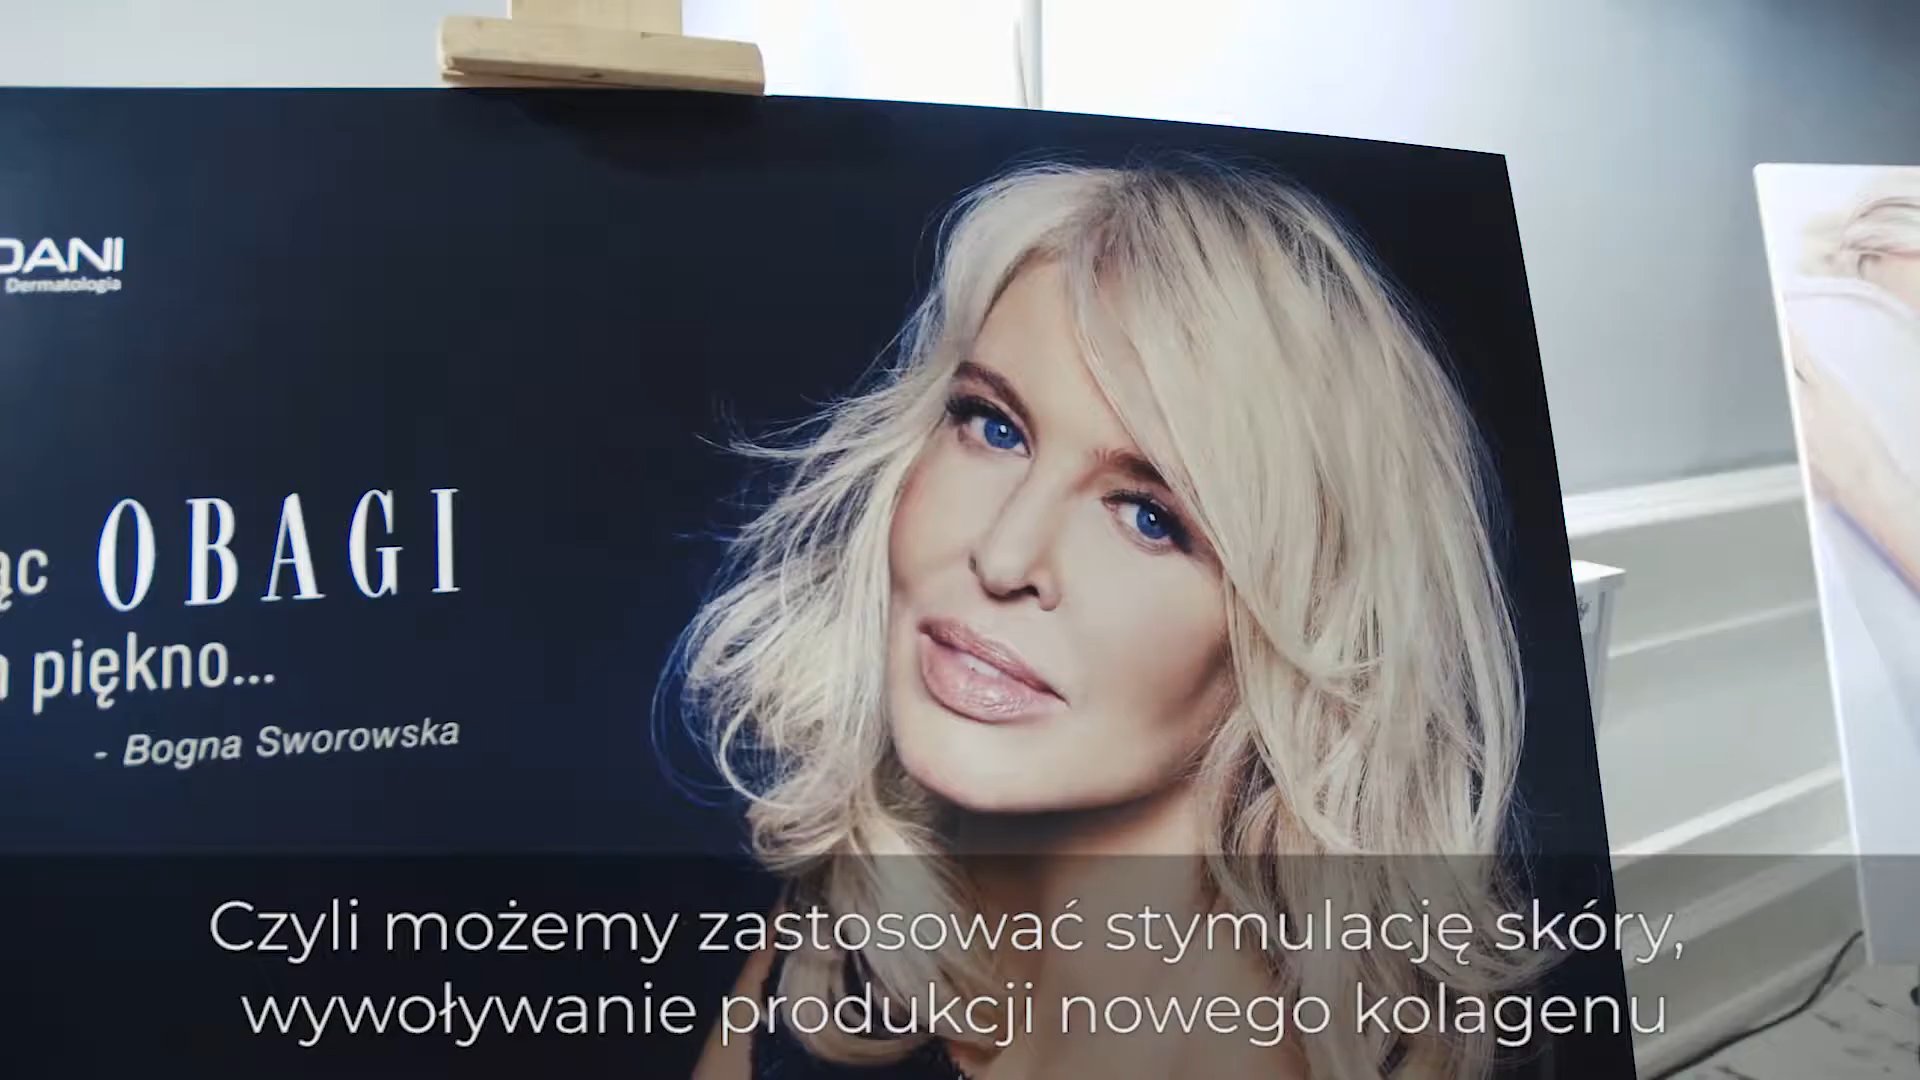 DANI
Dermatologia
ąc OBAGI
piękno...
- Bogna Sworowska
Czyli możemy zastosować stymulację skóry,
wywoływanie produkcji nowego kolagenu